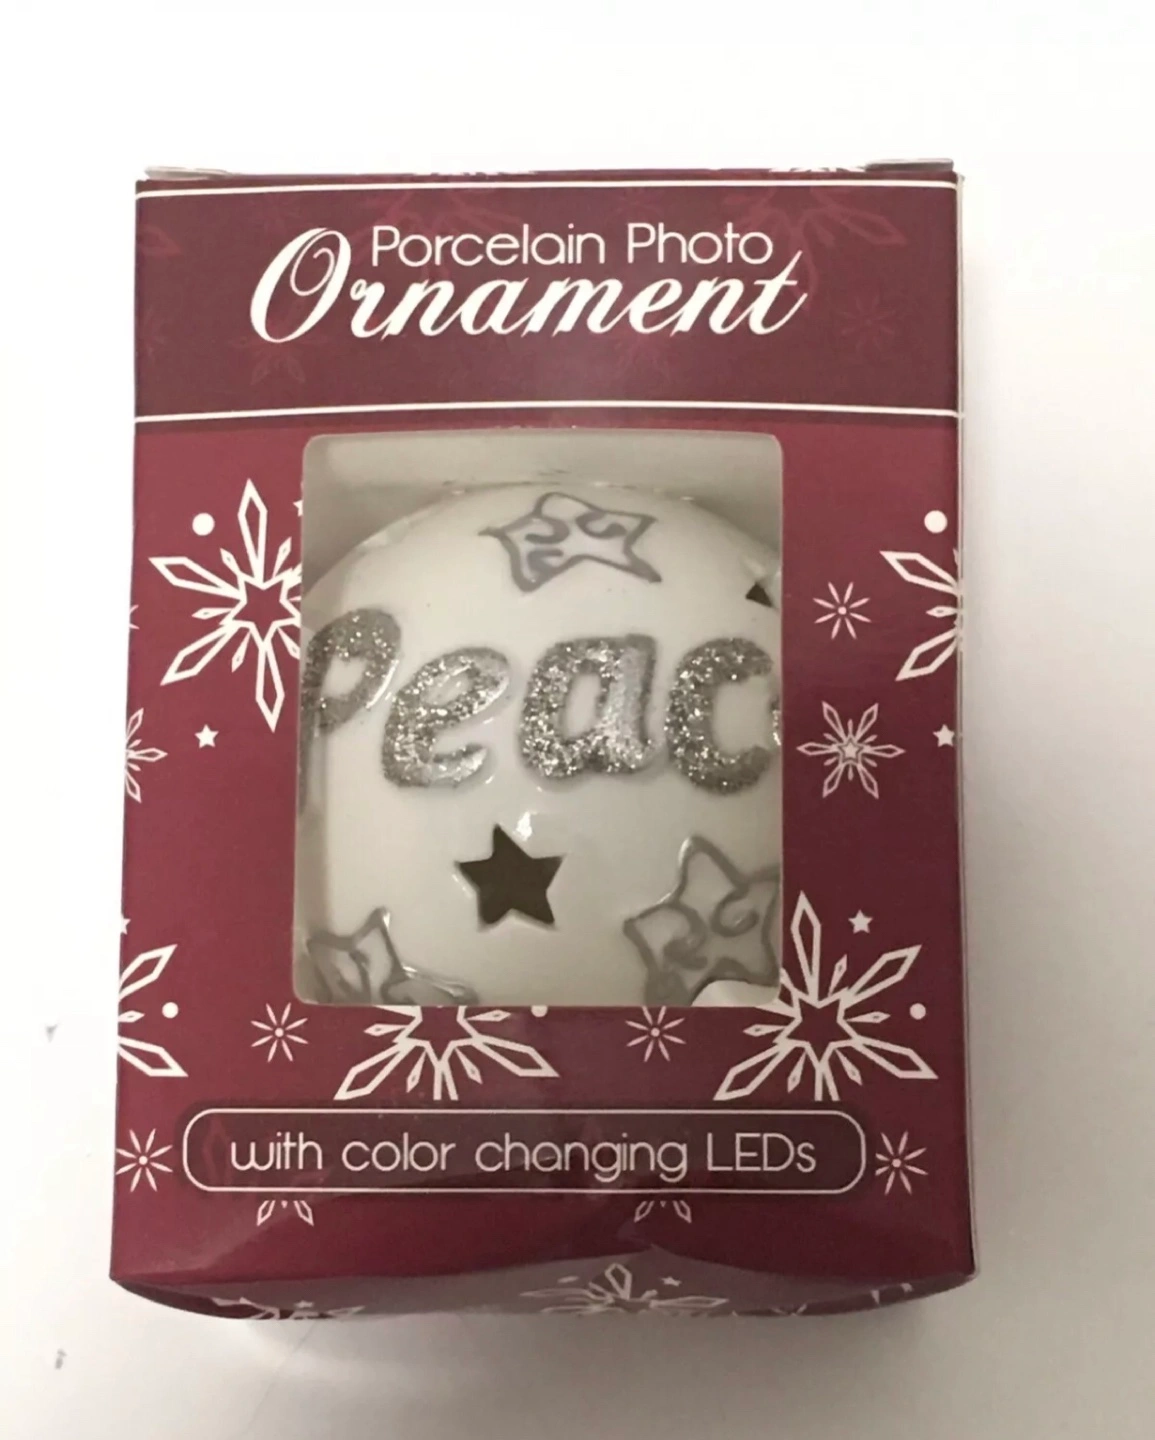 Porcelain Photo
Ornament
Peac
with color changing LEDs